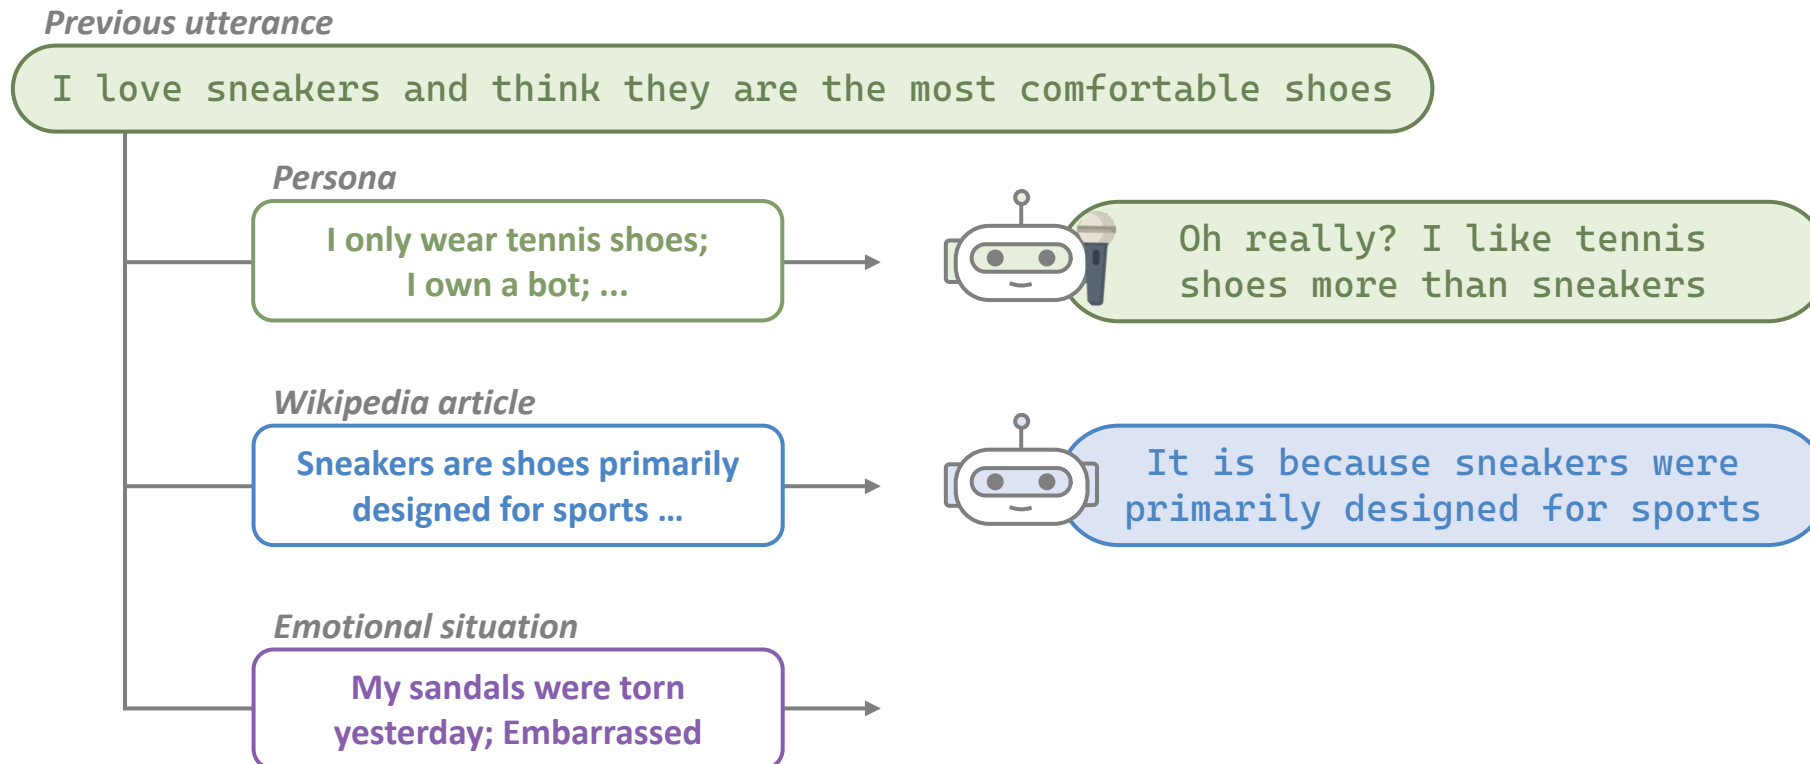 Previous utterance
I love sneakers and think they are the most comfortable shoes
Persona
I only wear tennis shoes;
I own a bot; ...
Oh really? I like tennis
shoes more than sneakers
Wikipedia article
Sneakers are shoes primarily
designed for sports ...
It is because sneakers were
primarily designed for sports
Emotional situation
My sandals were torn
yesterday; Embarrassed